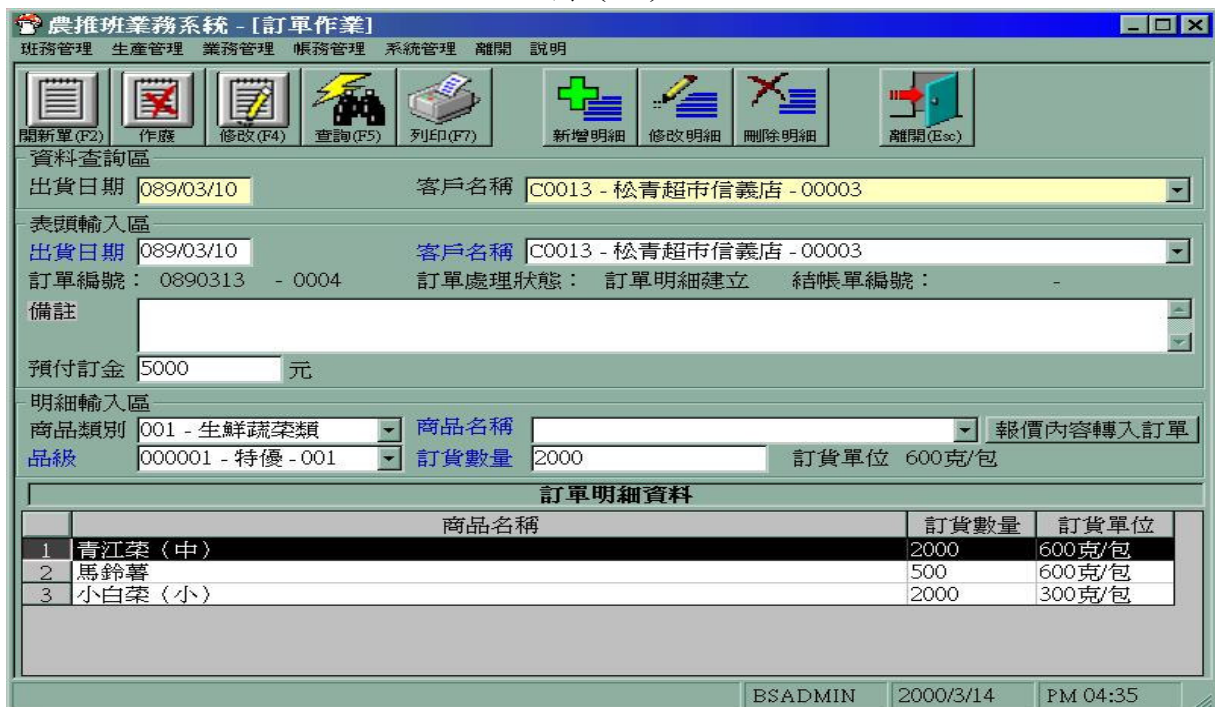 農推班業務系統 - [訂單作業]
班務管理 生產管理 業務管理 帳務管理 系統管理 離開 說明
開新單(F2) 作廢 修改(F4) 查詢(F5) 列印(F7) 新增明細 修改明細 刪除明細 離開(Esc)
資料查詢區
出貨日期 089/03/10 客戶名稱 C0013 - 松青超市信義店 - 00003
表頭輸入區
出貨日期 089/03/10 客戶名稱 C0013 - 松青超市信義店 - 00003
訂單編號： 0890313 - 0004 訂單處理狀態： 訂單明細建立 結帳單編號： -
備註
預付訂金 5000 元
明細輸入區
商品類別 001 - 生鮮蔬菜類 商品名稱 報價內容轉入訂單
品級 000001 - 特優 - 001 訂貨數量 2000 訂貨單位 600克/包
訂單明細資料
商品名稱 訂貨數量 訂貨單位
1 青江菜（中） 2000 600克/包
2 馬鈴薯 500 600克/包
3 小白菜（小） 2000 300克/包
BSADMIN 2000/3/14 PM 04:35